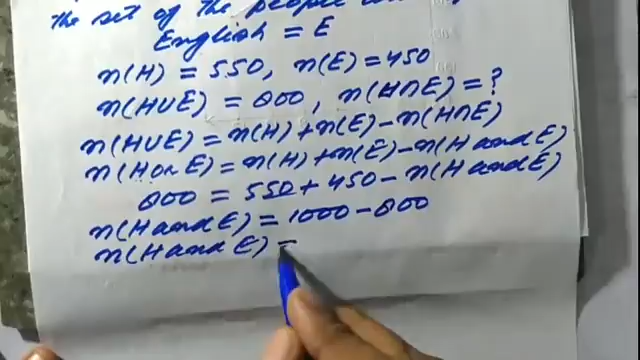 the set of the people
English = E
n(H) = 550, n(E) = 450
n(H∪E) = 800, n(H∩E) = ?
n(H∪E) = n(H) + n(E) - n(H∩E)
n(H or E) = n(H) + n(E) - n(H and E)
800 = 550 + 450 - n(H and E)
n(H and E) = 1000 - 800
n(H and E) =